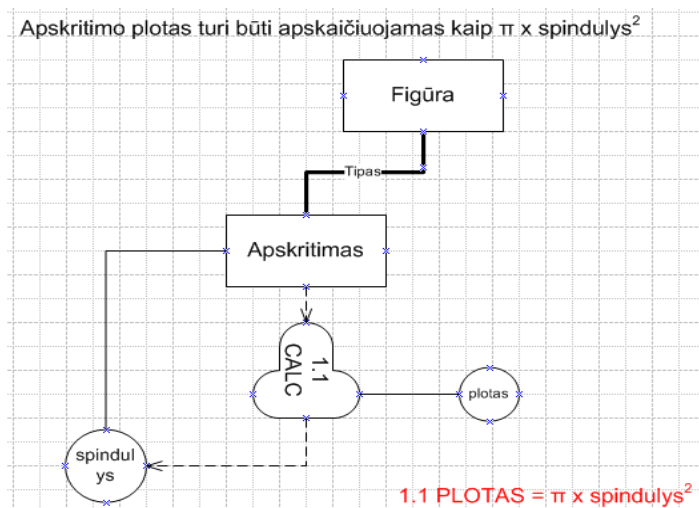 Apskritimo plotas turi būti apskaičiuojamas kaip π x spindulys²
Figūra
Tipas
Apskritimas
1.1
CALC
plotas
spindul
ys
1.1 PLOTAS = π x spindulys²